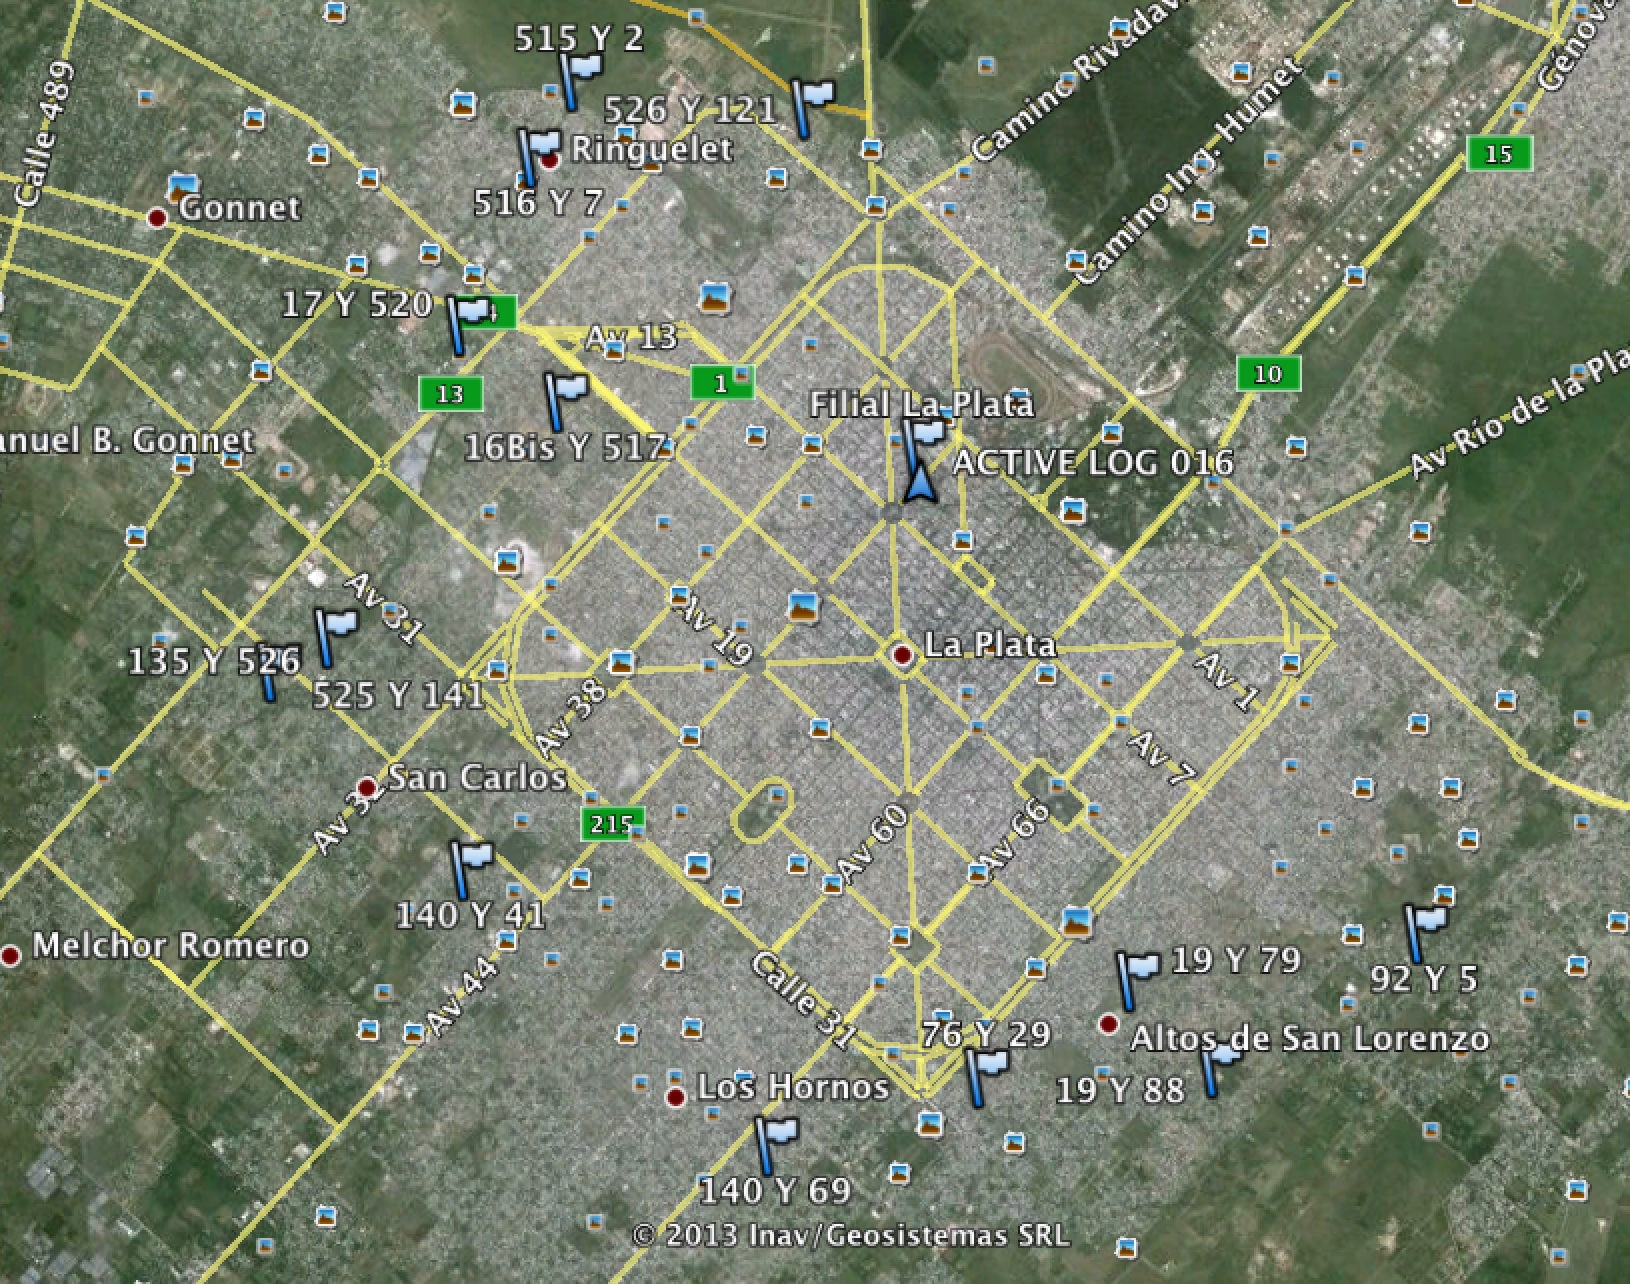 515 Y 2
526 Y 121
Camino Rivadav
Génova
Calle 489
Ringuelet
Camino Ing. Humet
15
516 Y 7
Gonnet
17 Y 520
4
Av 13
13
1
10
Filial La Plata
Av Río de la Pla
anuel B. Gonnet
16Bis Y 517
ACTIVE LOG 016
Av 31
Av 19
135 Y 526
La Plata
525 Y 141
Av 38
Av 1
San Carlos
Av 7
Av 32
215
Av 60
Av 66
140 Y 41
Melchor Romero
19 Y 79
92 Y 5
Av 44
Calle 31
76 Y 29
Altos de San Lorenzo
Los Hornos
19 Y 88
140 Y 69
© 2013 Inav/Geosistemas SRL